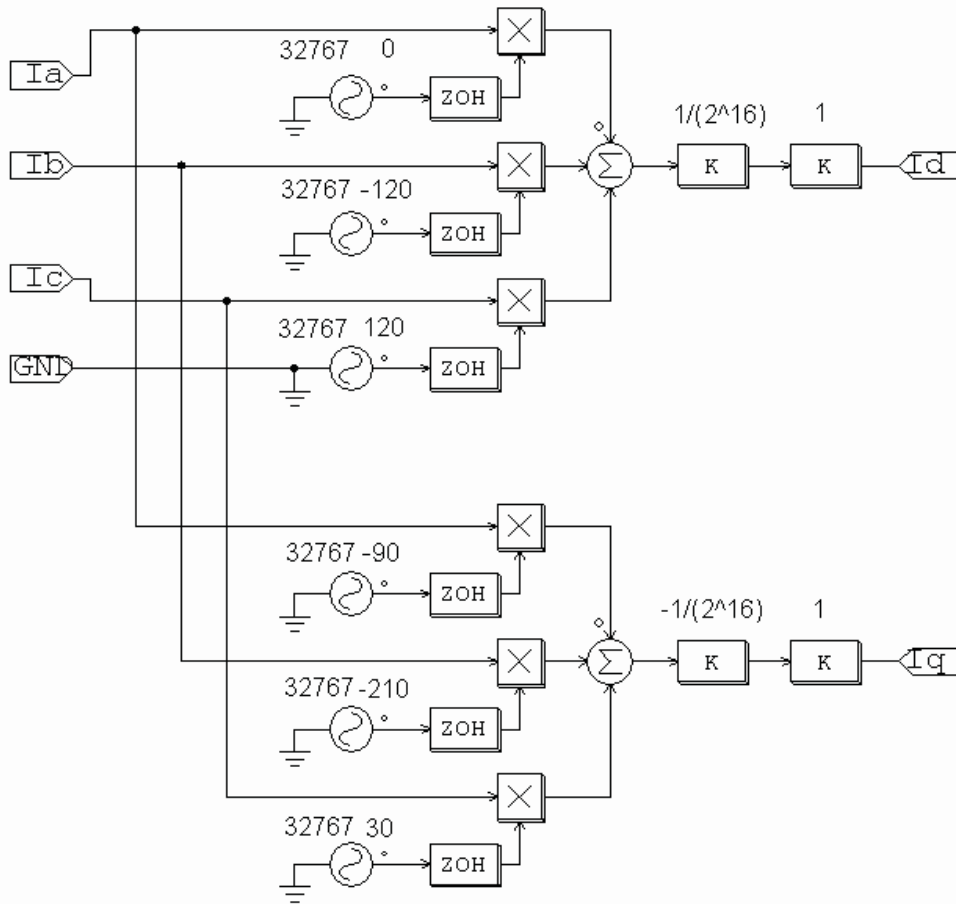 32767 0
Ia
ZOH
1/(2^16) 1
Ib
Σ
K
K
Id
32767 -120
ZOH
Ic
32767 120
GND
ZOH
32767 -90
ZOH
-1/(2^16) 1
Σ
K
K
Iq
32767 -210
ZOH
32767 30
ZOH